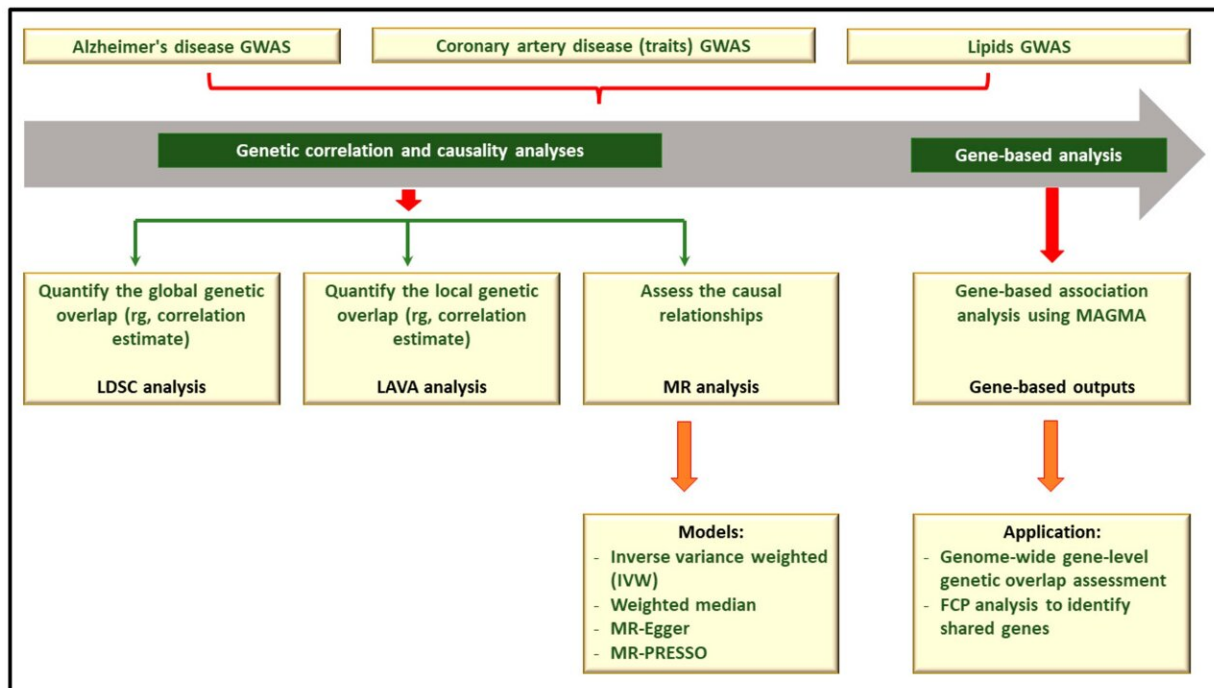 Alzheimer's disease GWAS
Coronary artery disease (traits) GWAS
Lipids GWAS
Genetic correlation and causality analyses
Gene-based analysis
Quantify the global genetic
overlap (rg, correlation
estimate)
LDSC analysis
Quantify the local genetic
overlap (rg, correlation
estimate)
LAVA analysis
Assess the causal
relationships
MR analysis
Gene-based association
analysis using MAGMA
Gene-based outputs
Models:
- Inverse variance weighted
(IVW)
- Weighted median
- MR-Egger
- MR-PRESSO
Application:
- Genome-wide gene-level
genetic overlap assessment
- FCP analysis to identify
shared genes